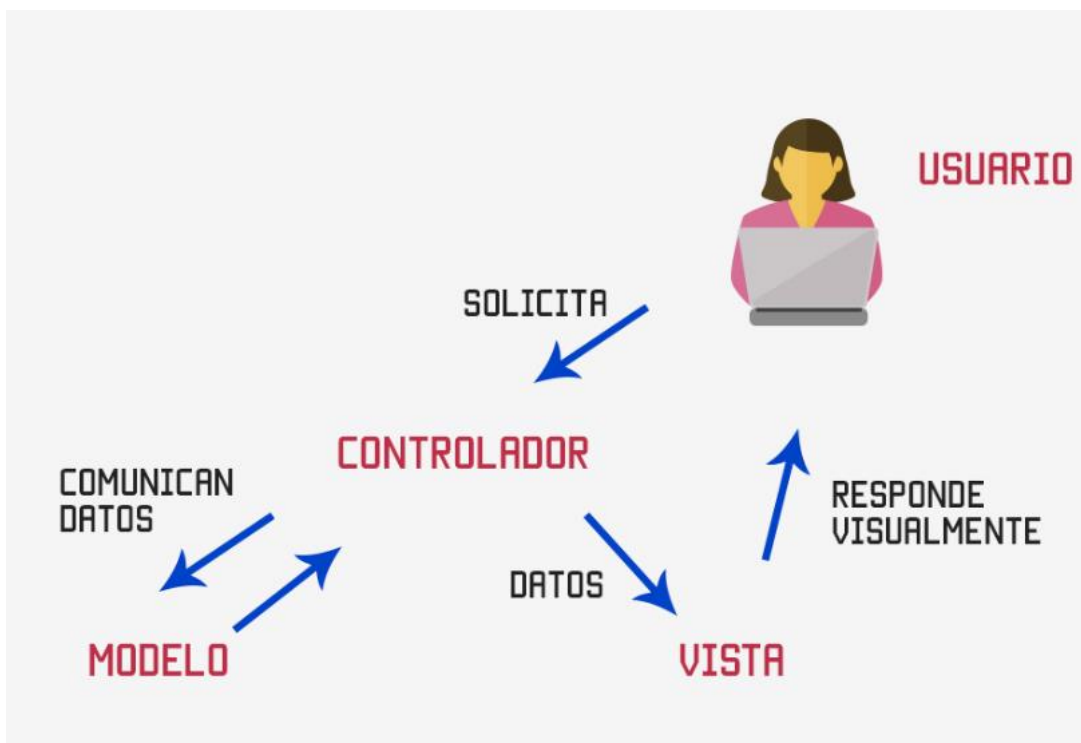 USUARIO
SOLICITA
CONTROLADOR
COMUNICAN
DATOS
RESPONDE
VISUALMENTE
DATOS
MODELO
VISTA